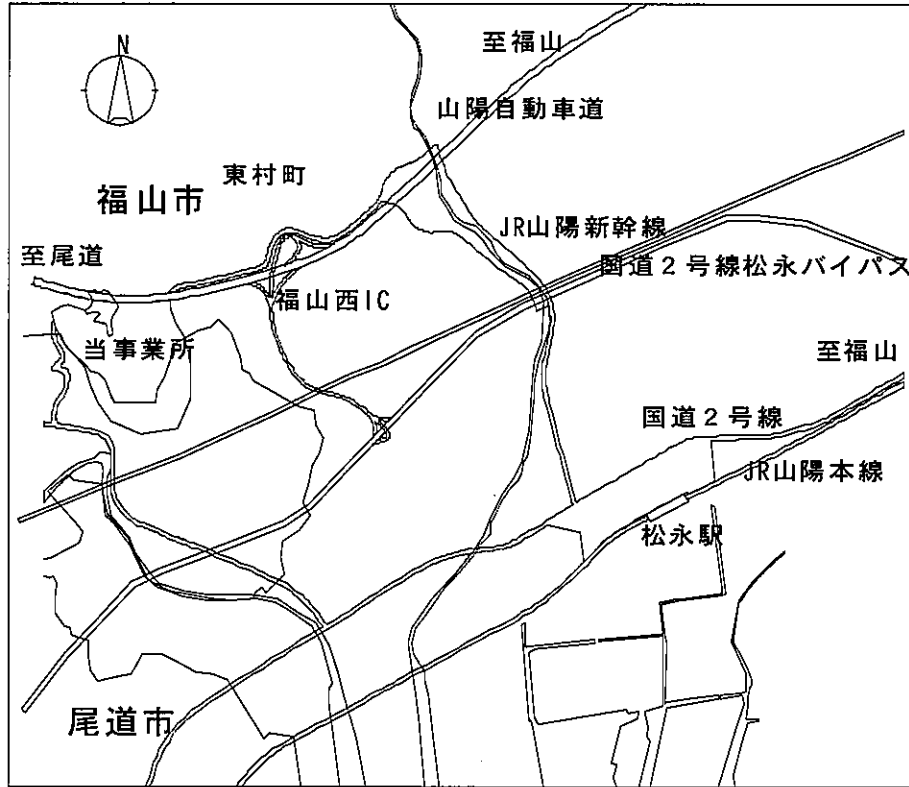 N
至福山
山陽自動車道
東村町
福山市
JR山陽新幹線
至尾道
国道２号線松永バイパス
福山西IC
当事業所
至福山
国道２号線
JR山陽本線
松永駅
尾道市